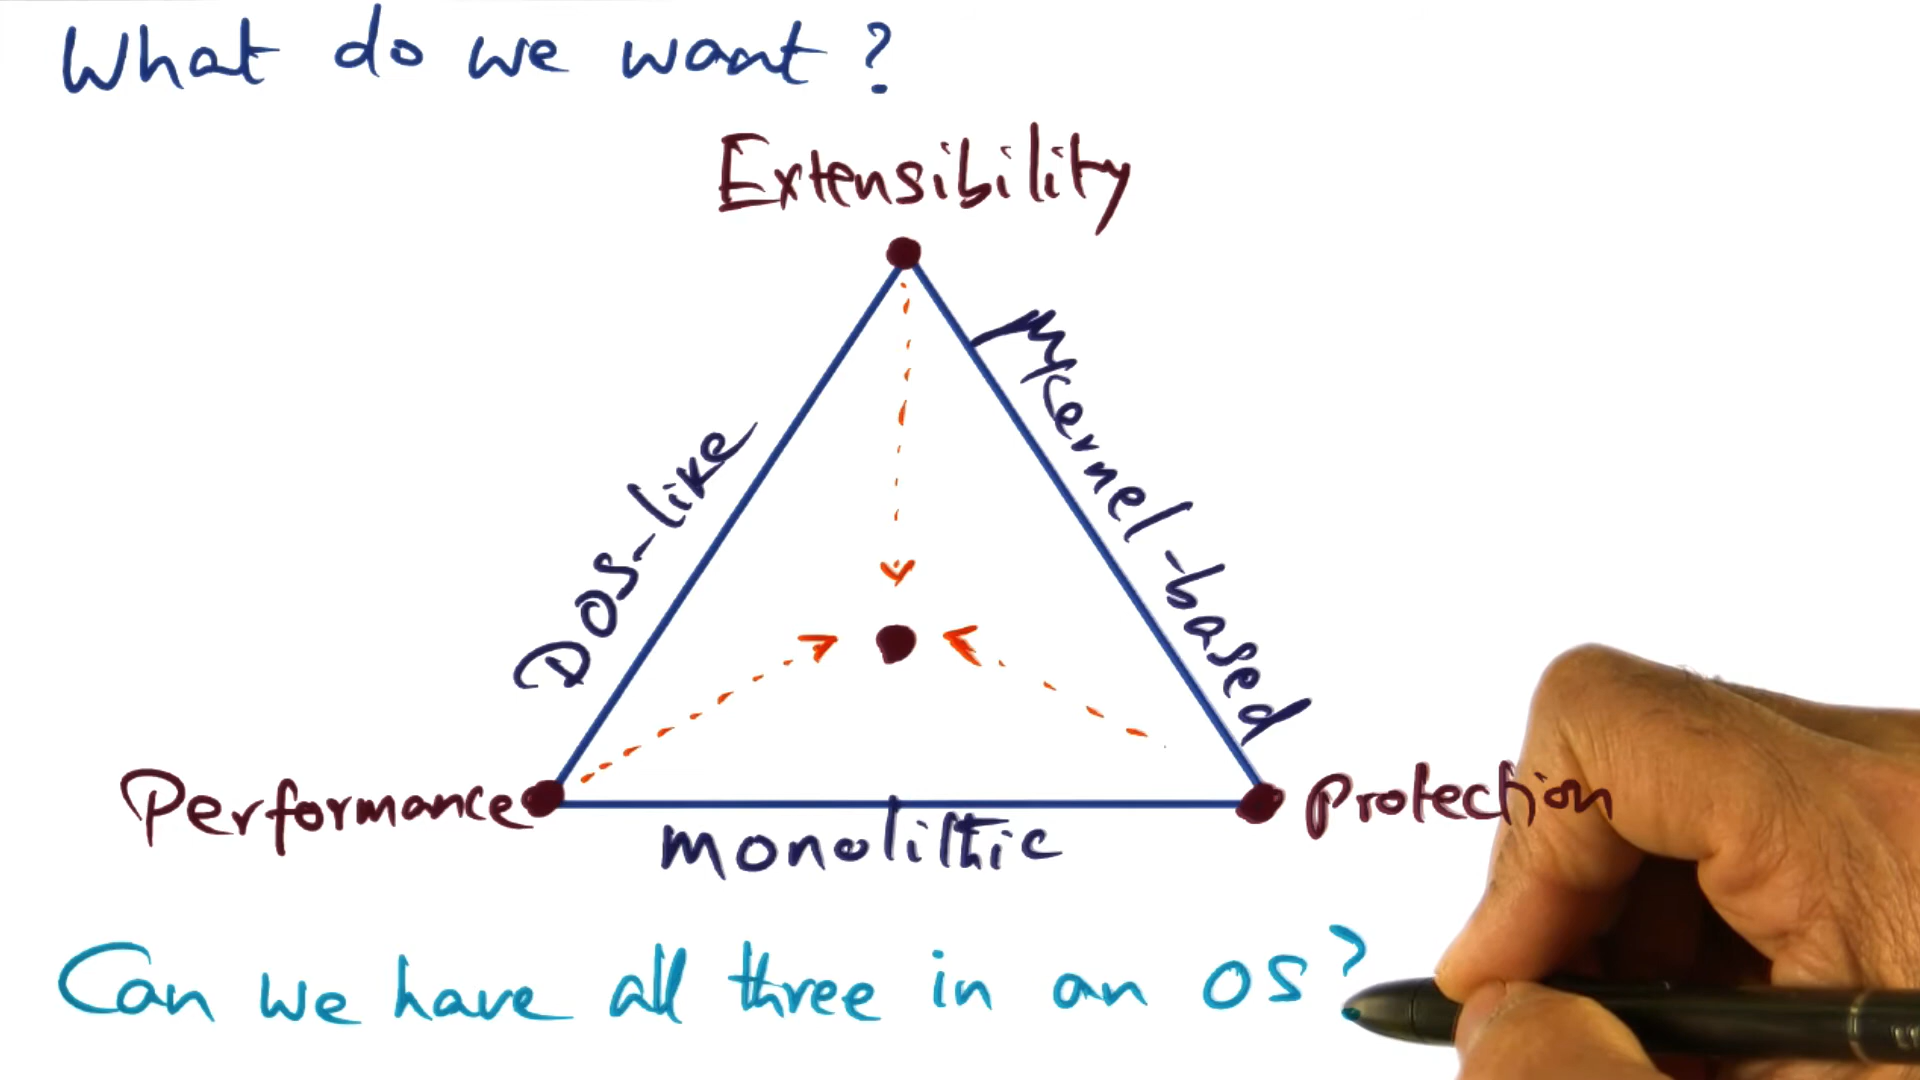 What do we want?
Extensibility
μkernel-based
DOS-like
Performance
Protection
monolithic
Can we have all three in an OS?